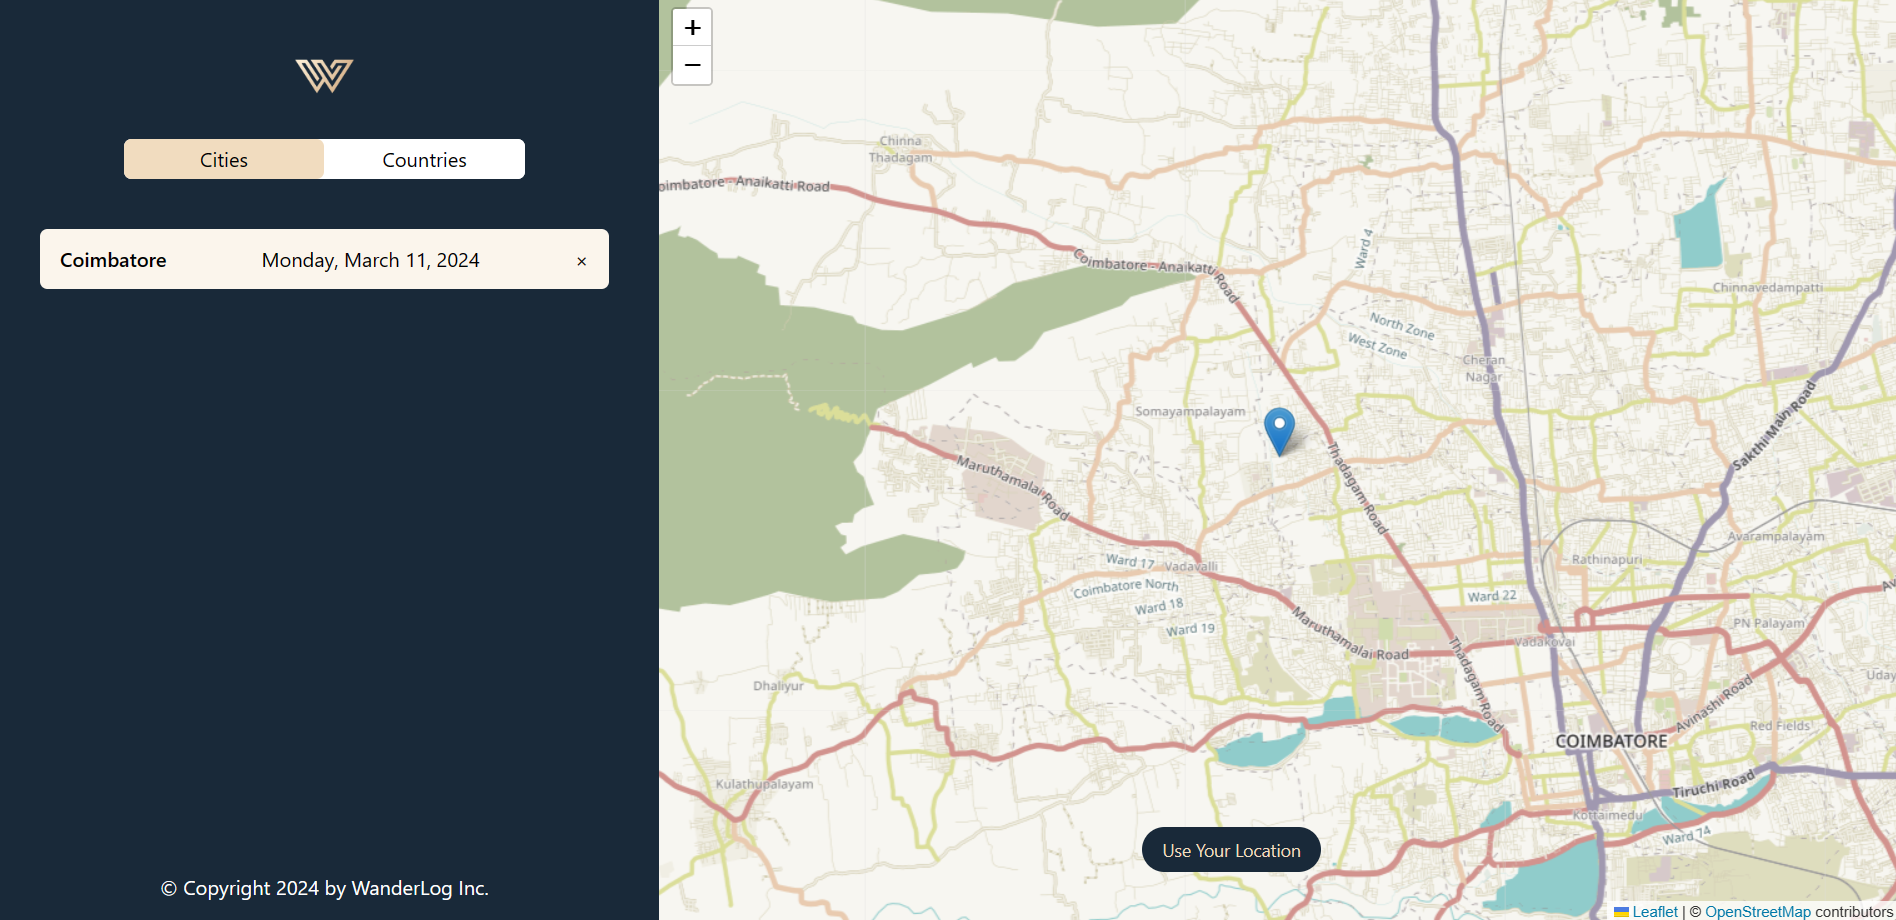 W
Cities
Countries
Coimbatore
Monday, March 11, 2024
×
© Copyright 2024 by WanderLog Inc.
+
−
Chinna
Thadagam
oimbatore - Anaikatti Road
Coimbatore - Anaikatti Road
Ward 4
Chinnavedampatti
North Zone
West Zone
Cheran
Nagar
Somayampalayam
Sakthi Main Road
Maruthamalai Road
Thadagam Road
Avarampalayam
Rathinapuri
Ward 17
Vadavalli
Coimbatore North
Ward 18
Ward 22
Ward 19
PN Palayam
Av
Maruthamalai Road
Vadakovai
Thadagam Road
Uday
Dhaliyur
Avinashi Road
Red Fields
COIMBATORE
Kulathupalayam
Tiruchi Road
Kottaimedu
Ward 74
Use Your Location
Leaflet | © OpenStreetMap contributors